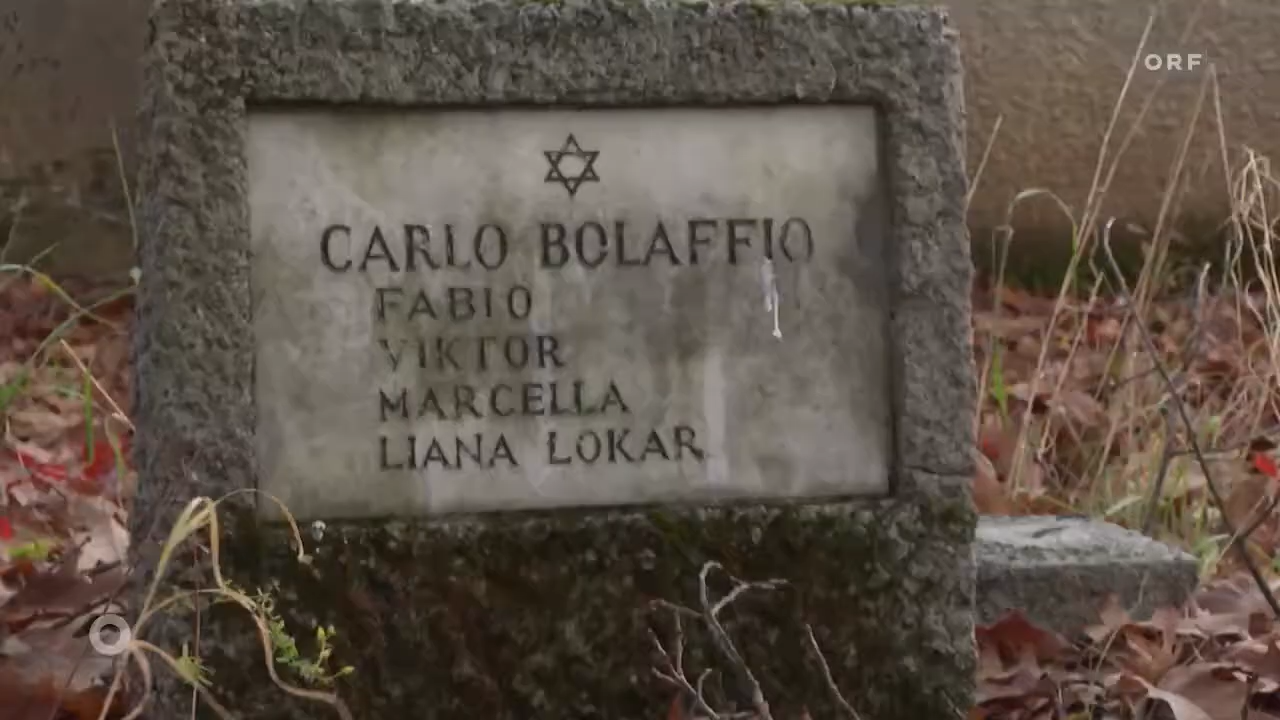 ORF
CARLO BOLAFFIO
FABIO
VIKTOR
MARCELLA
LIANA LOKAR